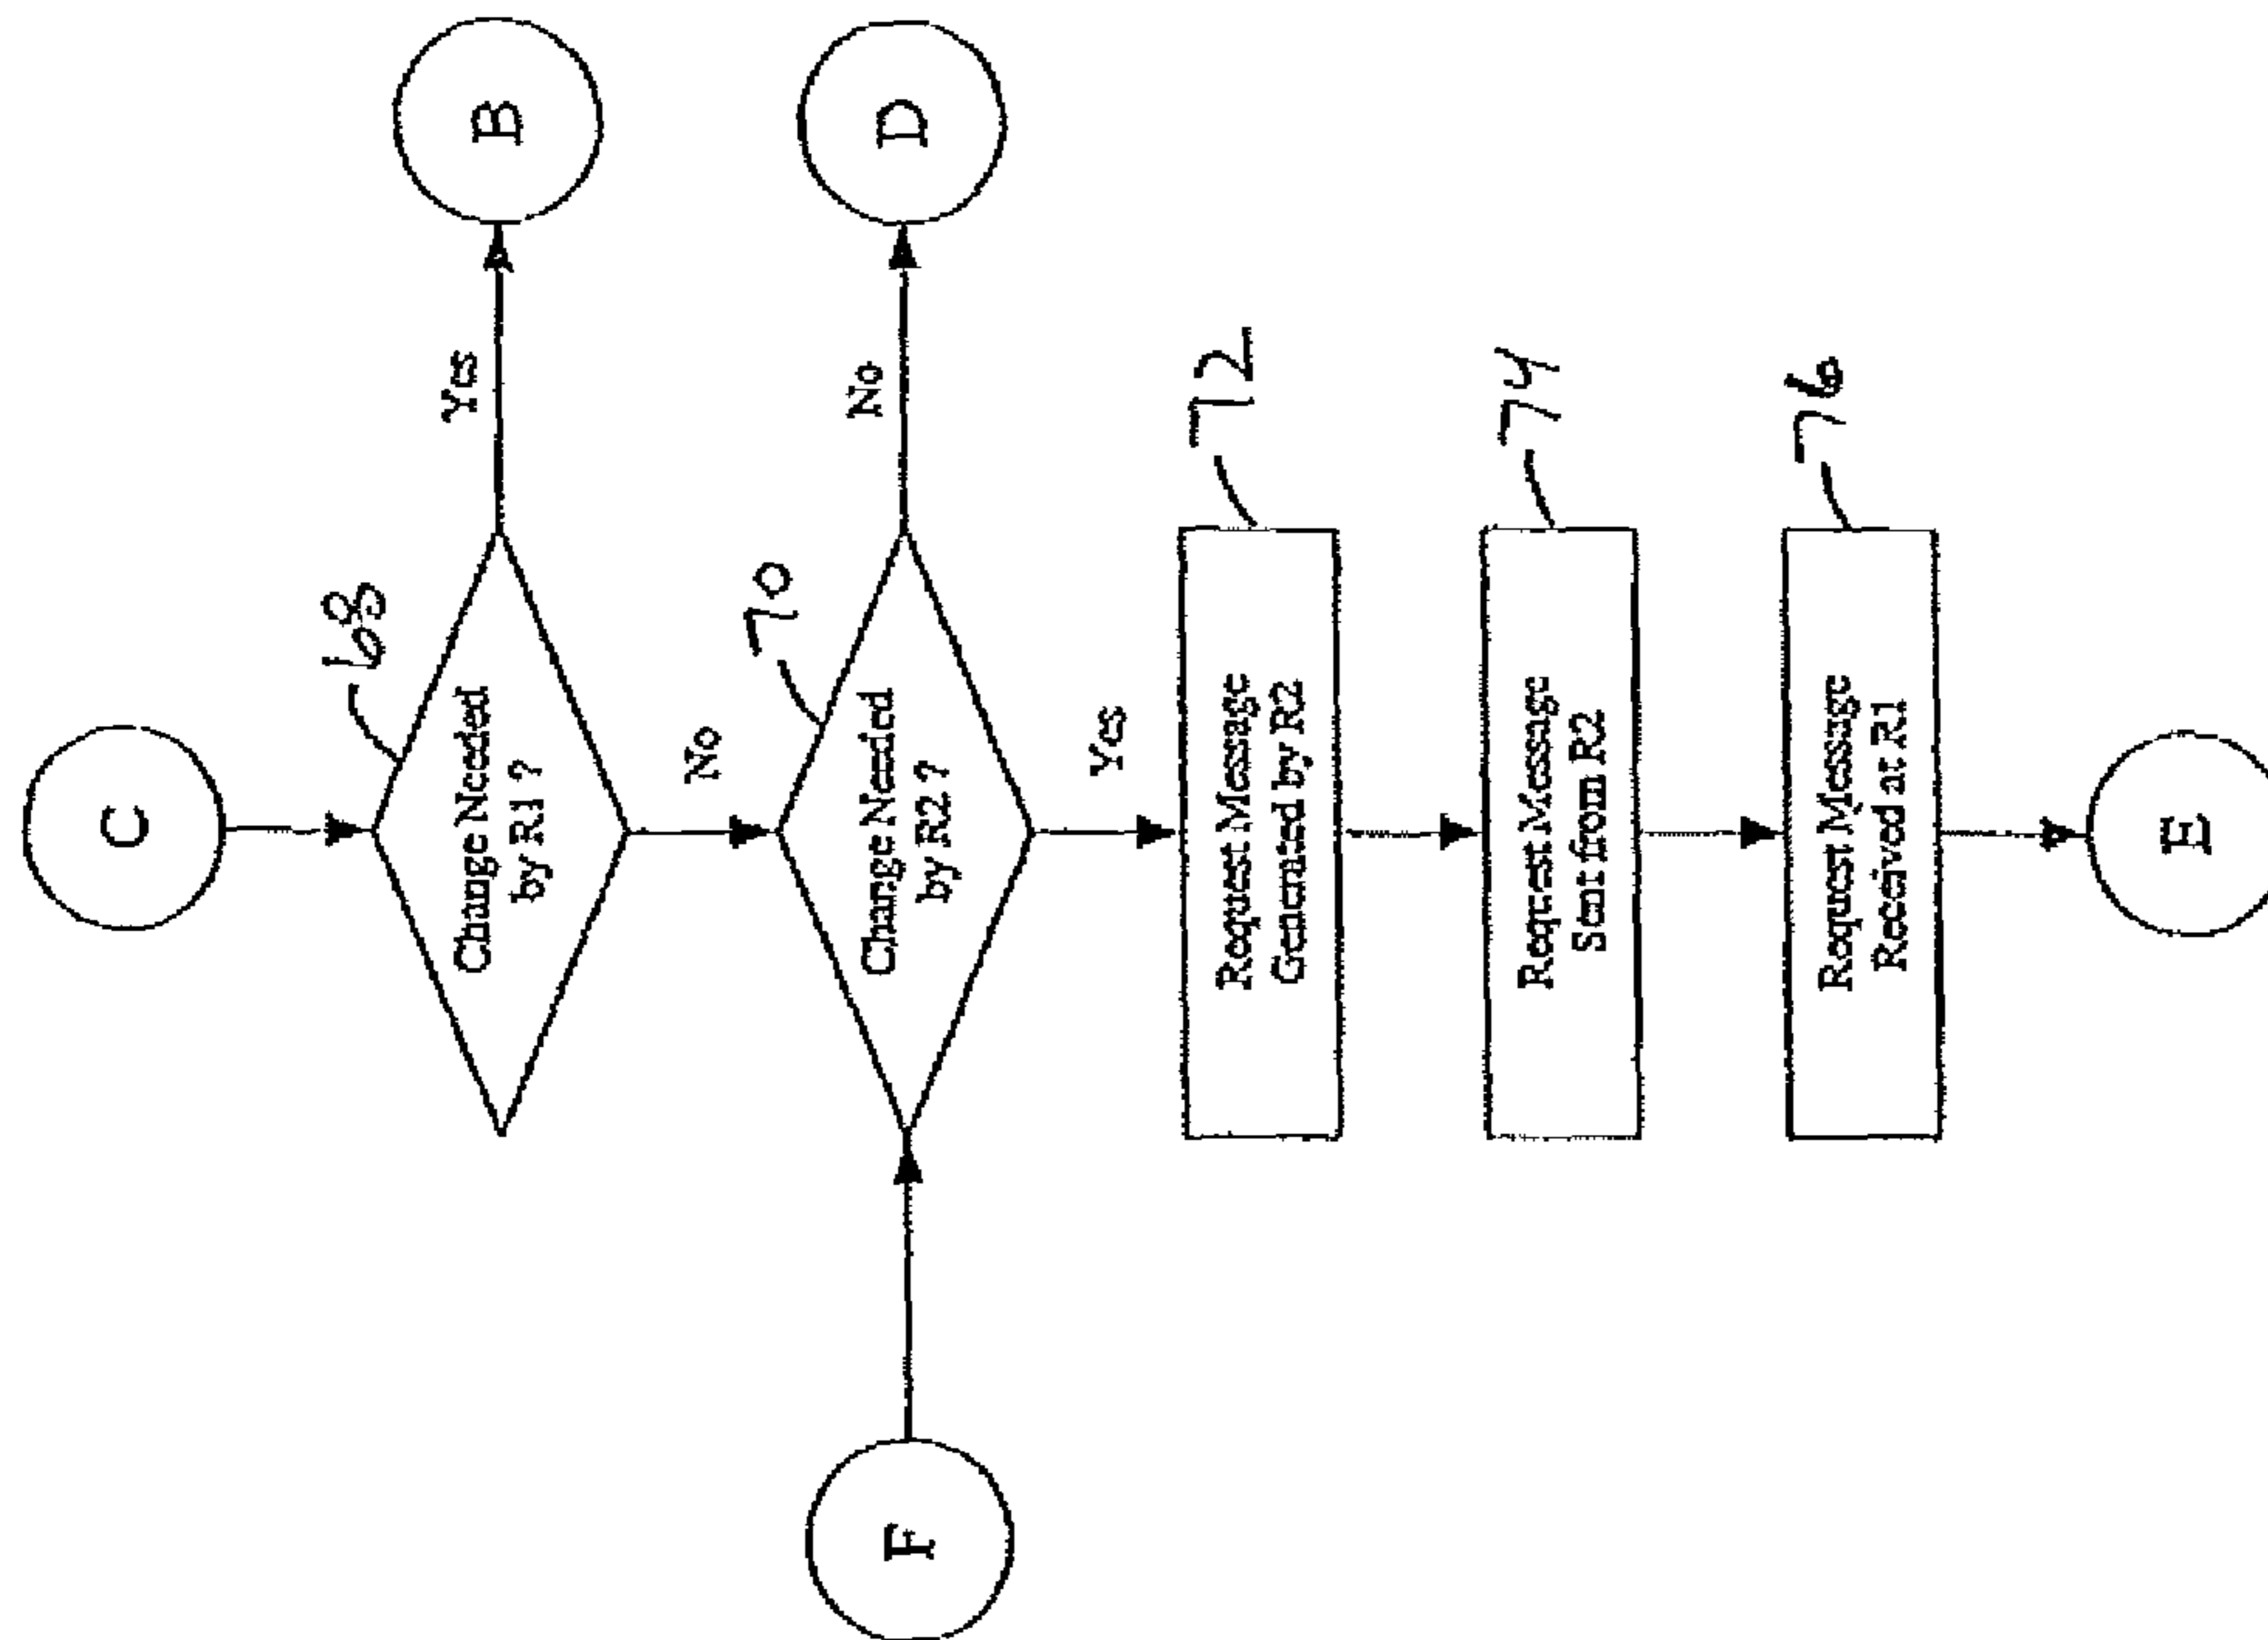 C
68
Change Needed
by R1 ?
Yes
B
No
70
Change Needed
by R2 ?
No
D
F
Yes
72
Request Message
Generated by R2
74
Request Message
Sent from R2
76
Request Message
Received at R1
E